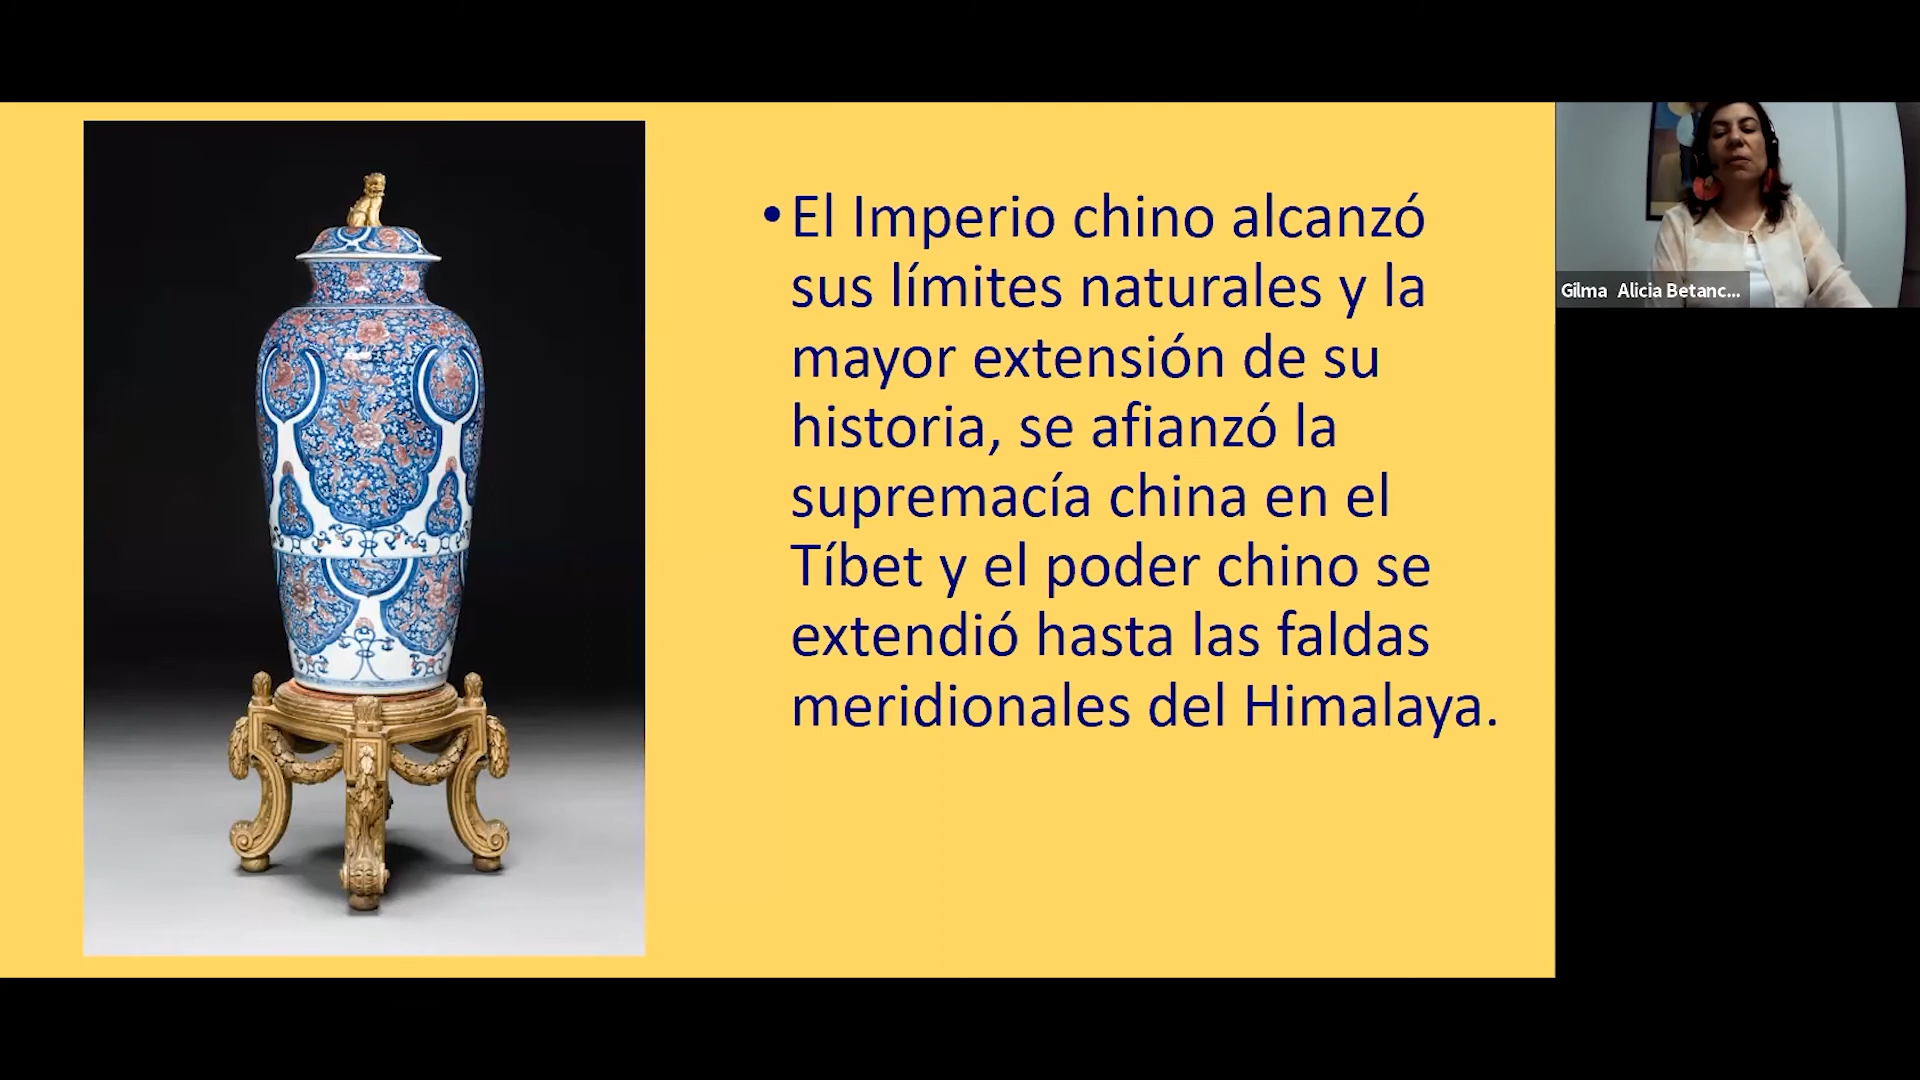 •El Imperio chino alcanzó
sus límites naturales y la
mayor extensión de su
historia, se afianzó la
supremacía china en el
Tíbet y el poder chino se
extendió hasta las faldas
meridionales del Himalaya.
Gilma Alicia Betanc...